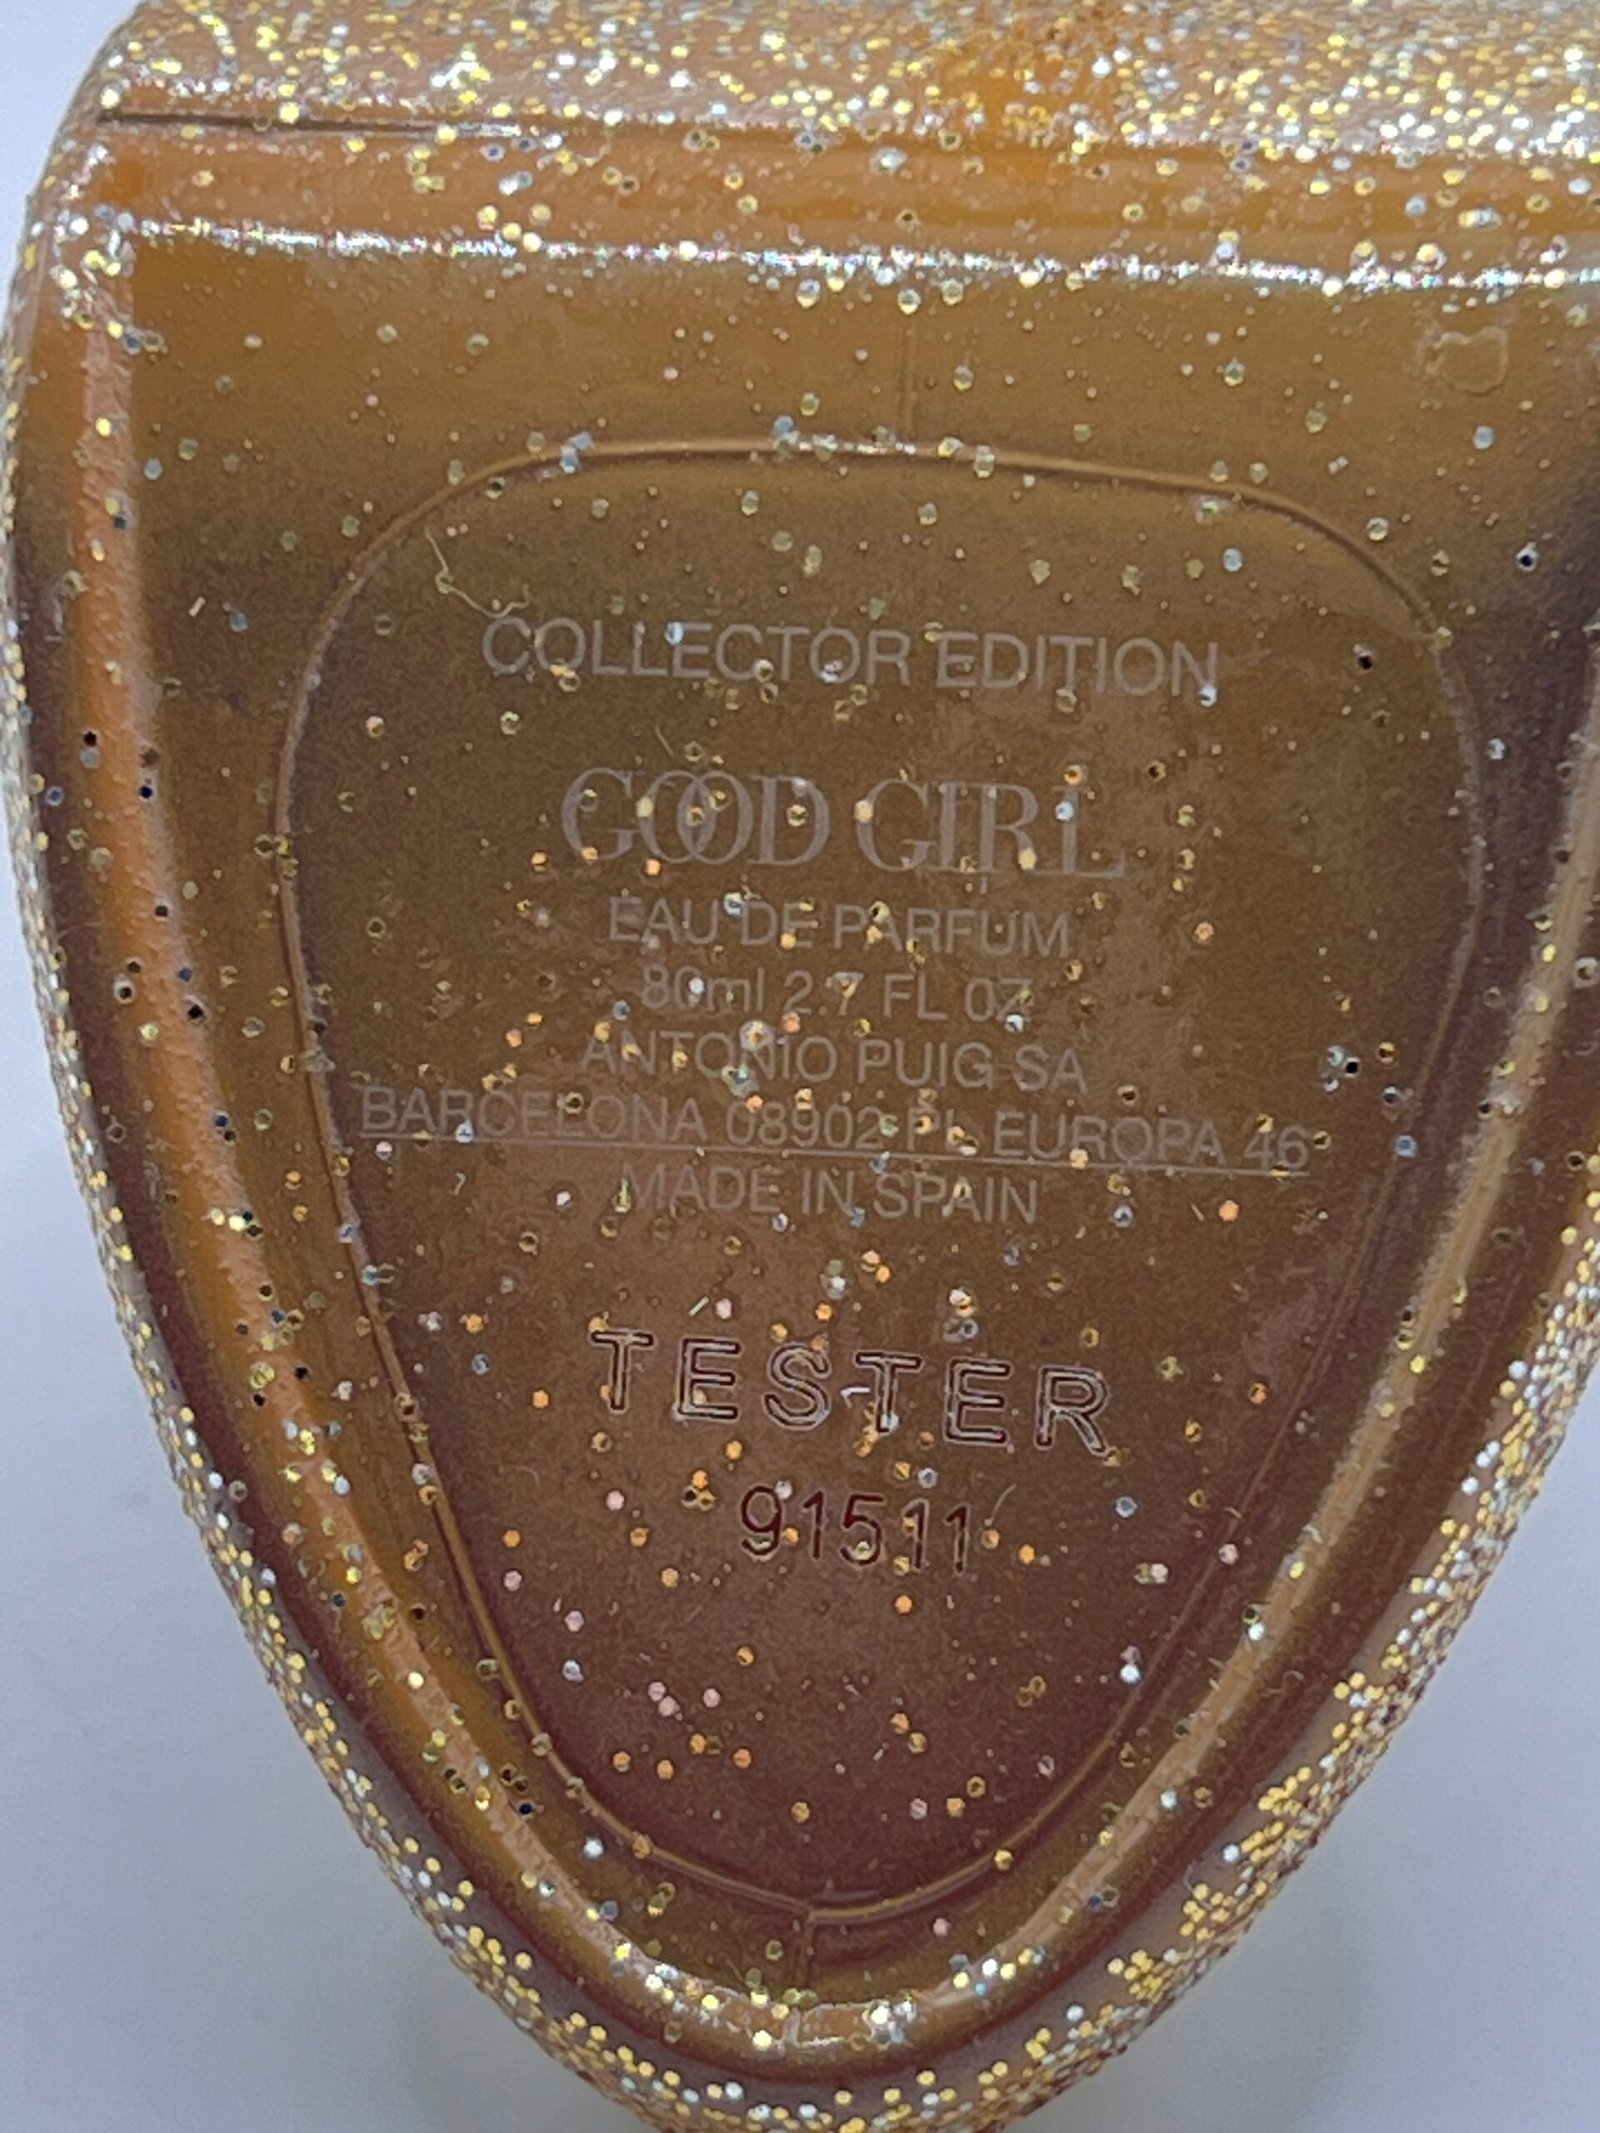 COLLECTOR EDITION
GOOD GIRL
EAU DE PARFUM
80ml 2.7 FL OZ
ANTONIO PUIG SA
BARCELONA 08902 PL EUROPA 46
MADE IN SPAIN
TESTER
91511